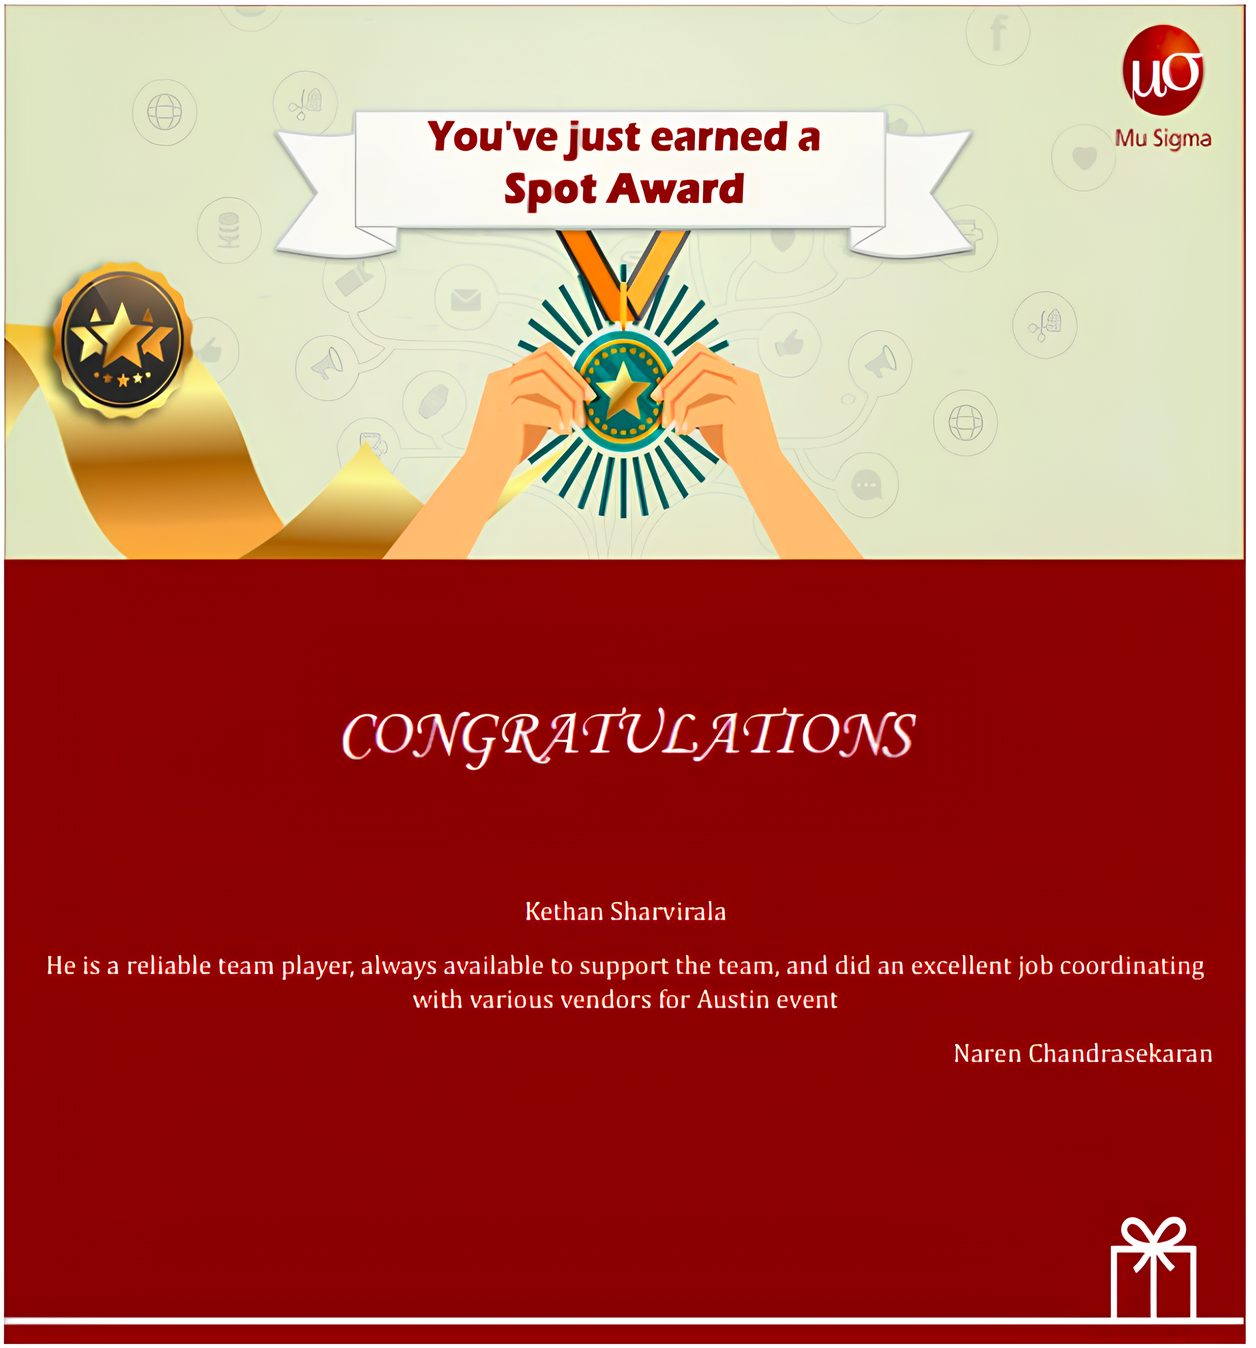 μσ
Mu Sigma
You've just earned a
Spot Award
f
CONGRATULATIONS
Kethan Sharvirala
He is a reliable team player, always available to support the team, and did an excellent job coordinating
with various vendors for Austin event
Naren Chandrasekaran